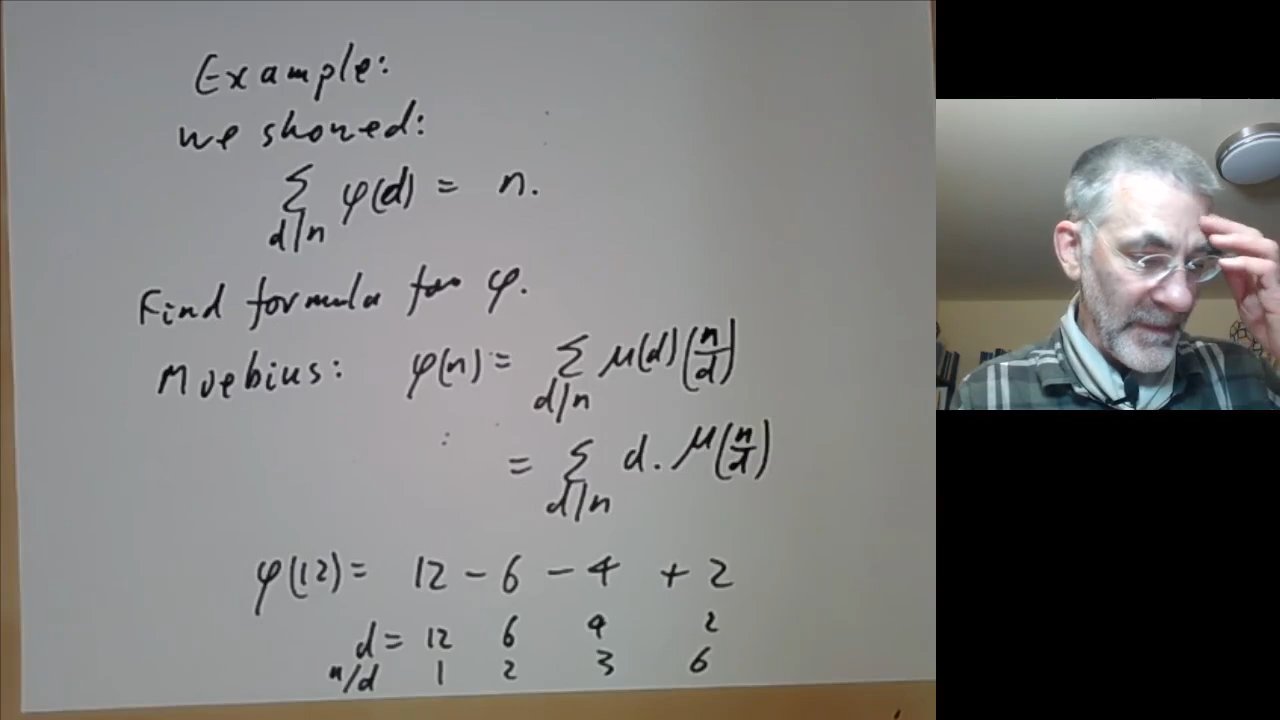 Example:
we showed:
∑ φ(d) = n.
d|n
Find formula for φ.
Moebius: φ(n) = ∑ μ(d)(n/d)
d|n
= ∑ d. μ(n/d)
d|n
φ(12) = 12 - 6 - 4 + 2
d = 12 6 4 2
n/d 1 2 3 6